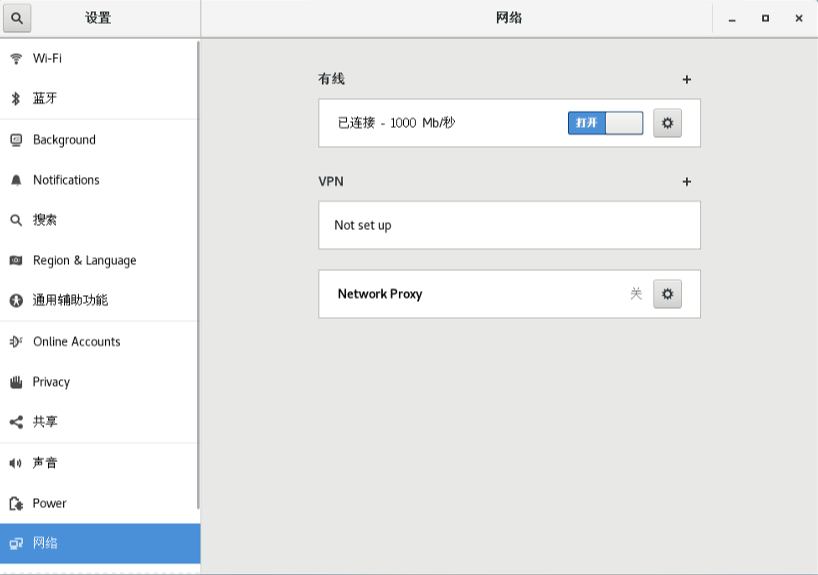 设置
网络
Wi-Fi
蓝牙
Background
Notifications
搜索
Region & Language
通用辅助功能
Online Accounts
Privacy
共享
声音
Power
网络
有线
已连接 - 1000 Mb/秒
打开
VPN
Not set up
Network Proxy
关